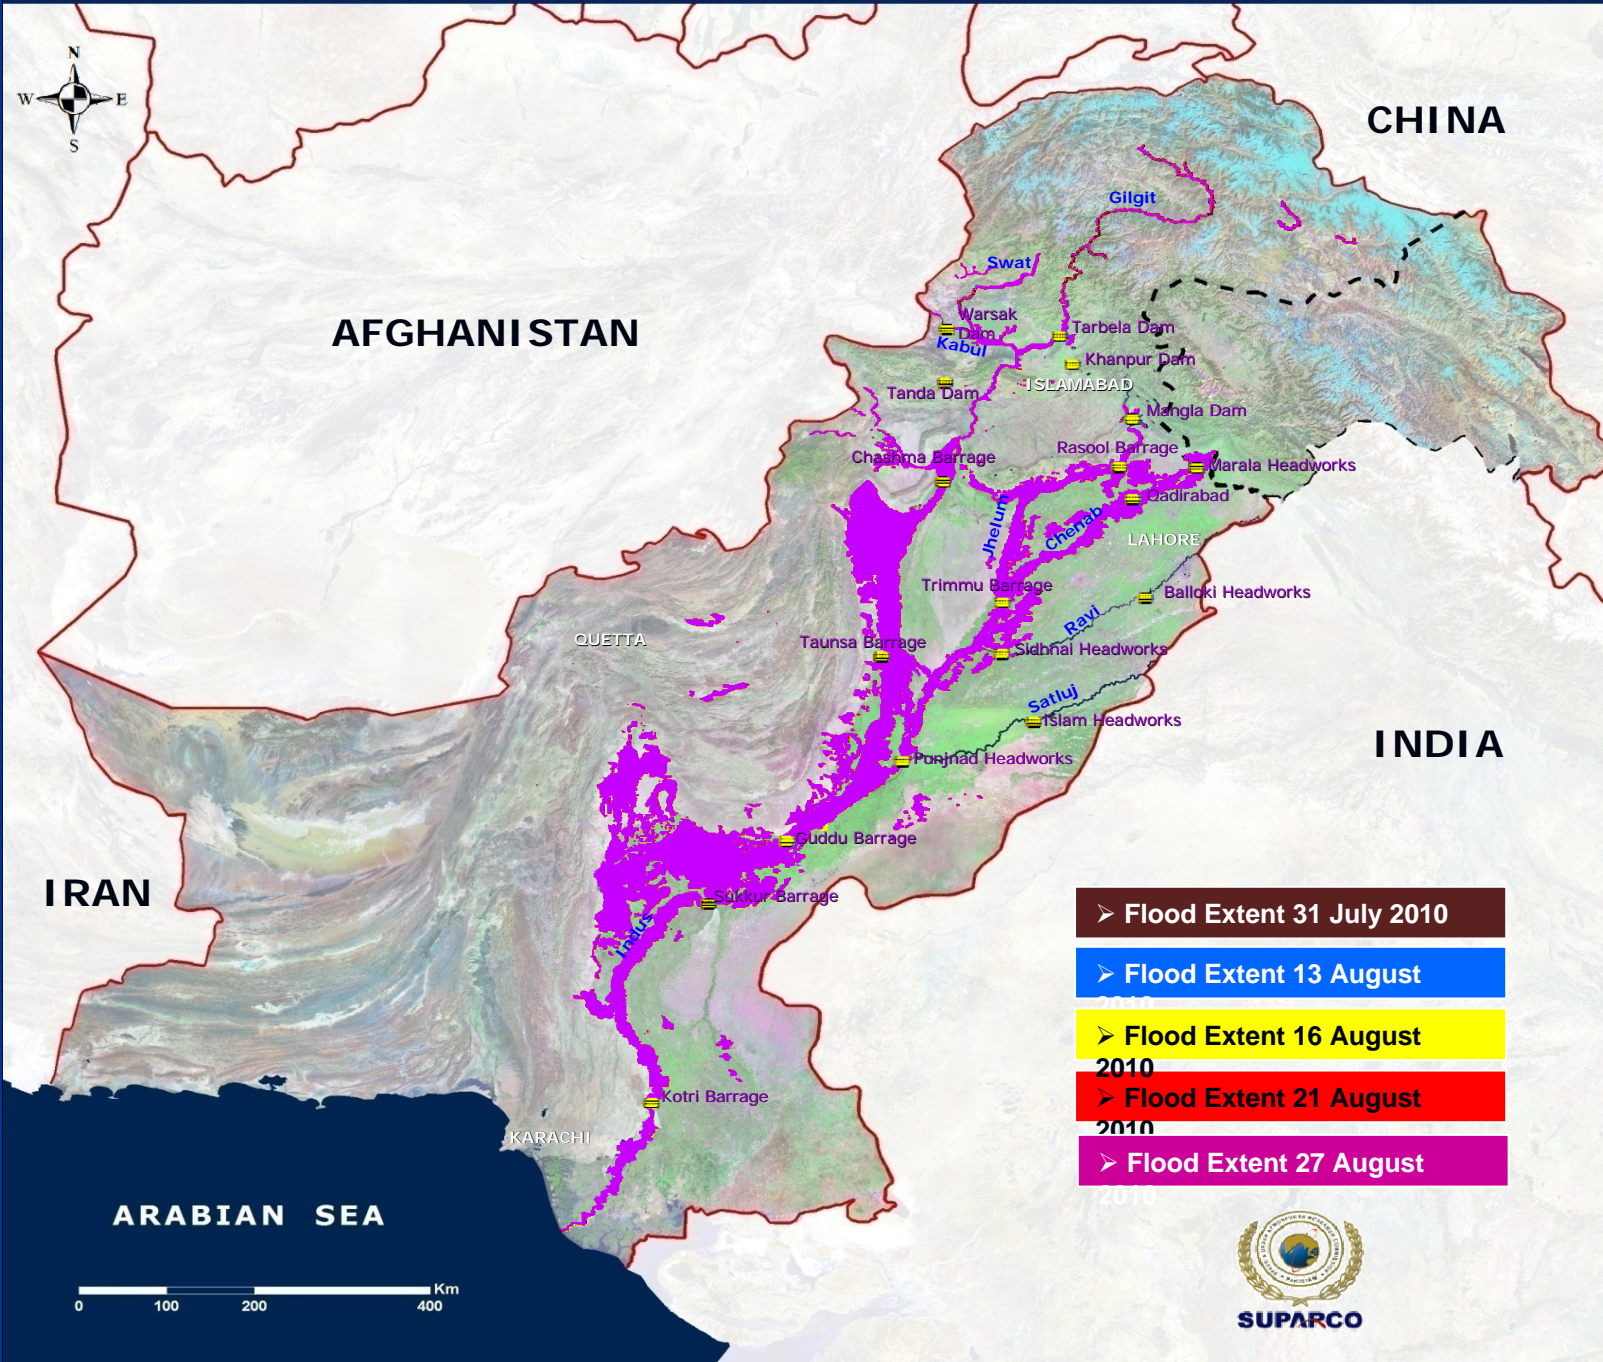 N
W E
S
CHINA
Gilgit
Swat
Warsak
Dam
Tarbela Dam
AFGHANISTAN
Kabul
Khanpur Dam
ISLAMABAD
Tanda Dam
Mangla Dam
Rasool Barrage
Chashma Barrage
Marala Headworks
Qadirabad
Jhelum
Chenab
LAHORE
Trimmu Barrage
Balloki Headworks
Ravi
QUETTA
Taunsa Barrage
Sidhnai Headworks
Satluj
Islam Headworks
INDIA
Punjnad Headworks
Guddu Barrage
IRAN
Sukkur Barrage
Indus
➢ Flood Extent 31 July 2010
➢ Flood Extent 13 August
2010
➢ Flood Extent 16 August
2010
➢ Flood Extent 21 August
2010
➢ Flood Extent 27 August
2010
Kotri Barrage
KARACHI
ARABIAN SEA
Km
0 100 200 400
SUPARCO